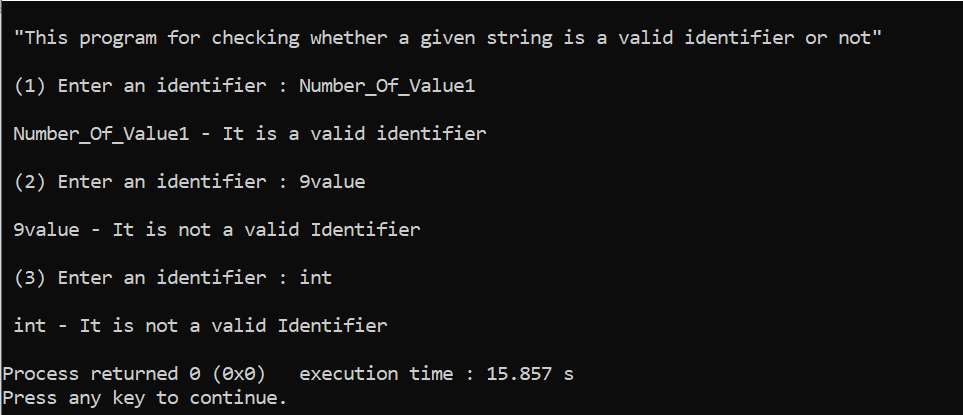 "This program for checking whether a given string is a valid identifier or not"
(1) Enter an identifier : Number_Of_Value1
Number_Of_Value1 - It is a valid identifier
(2) Enter an identifier : 9value
9value - It is not a valid Identifier
(3) Enter an identifier : int
int - It is not a valid Identifier
Process returned 0 (0x0)   execution time : 15.857 s
Press any key to continue.